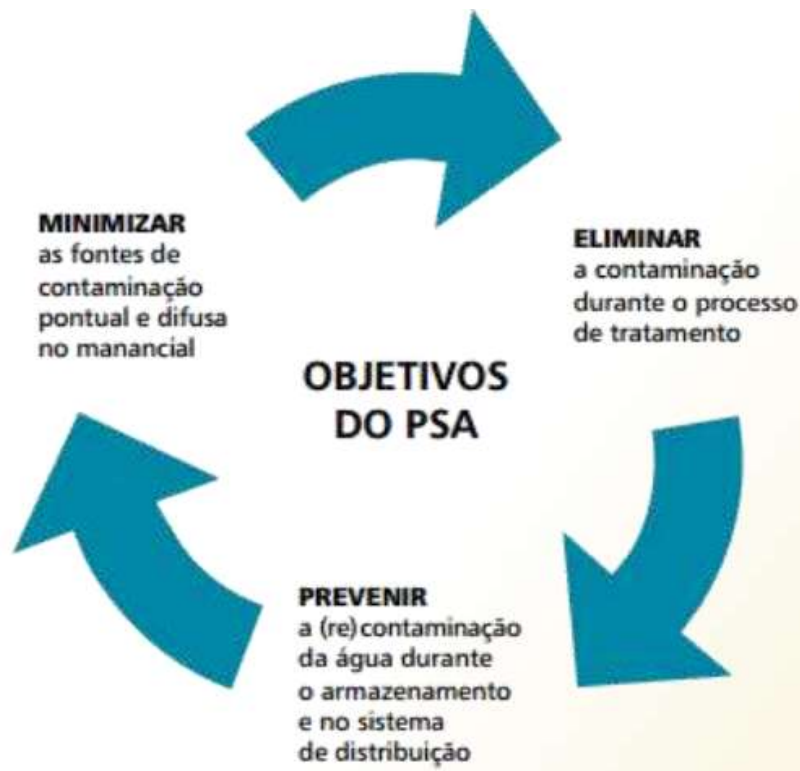 MINIMIZAR
as fontes de
contaminação
pontual e difusa
no manancial
ELIMINAR
a contaminação
durante o processo
de tratamento
OBJETIVOS
DO PSA
PREVENIR
a (re)contaminação
da água durante
o armazenamento
e no sistema
de distribuição